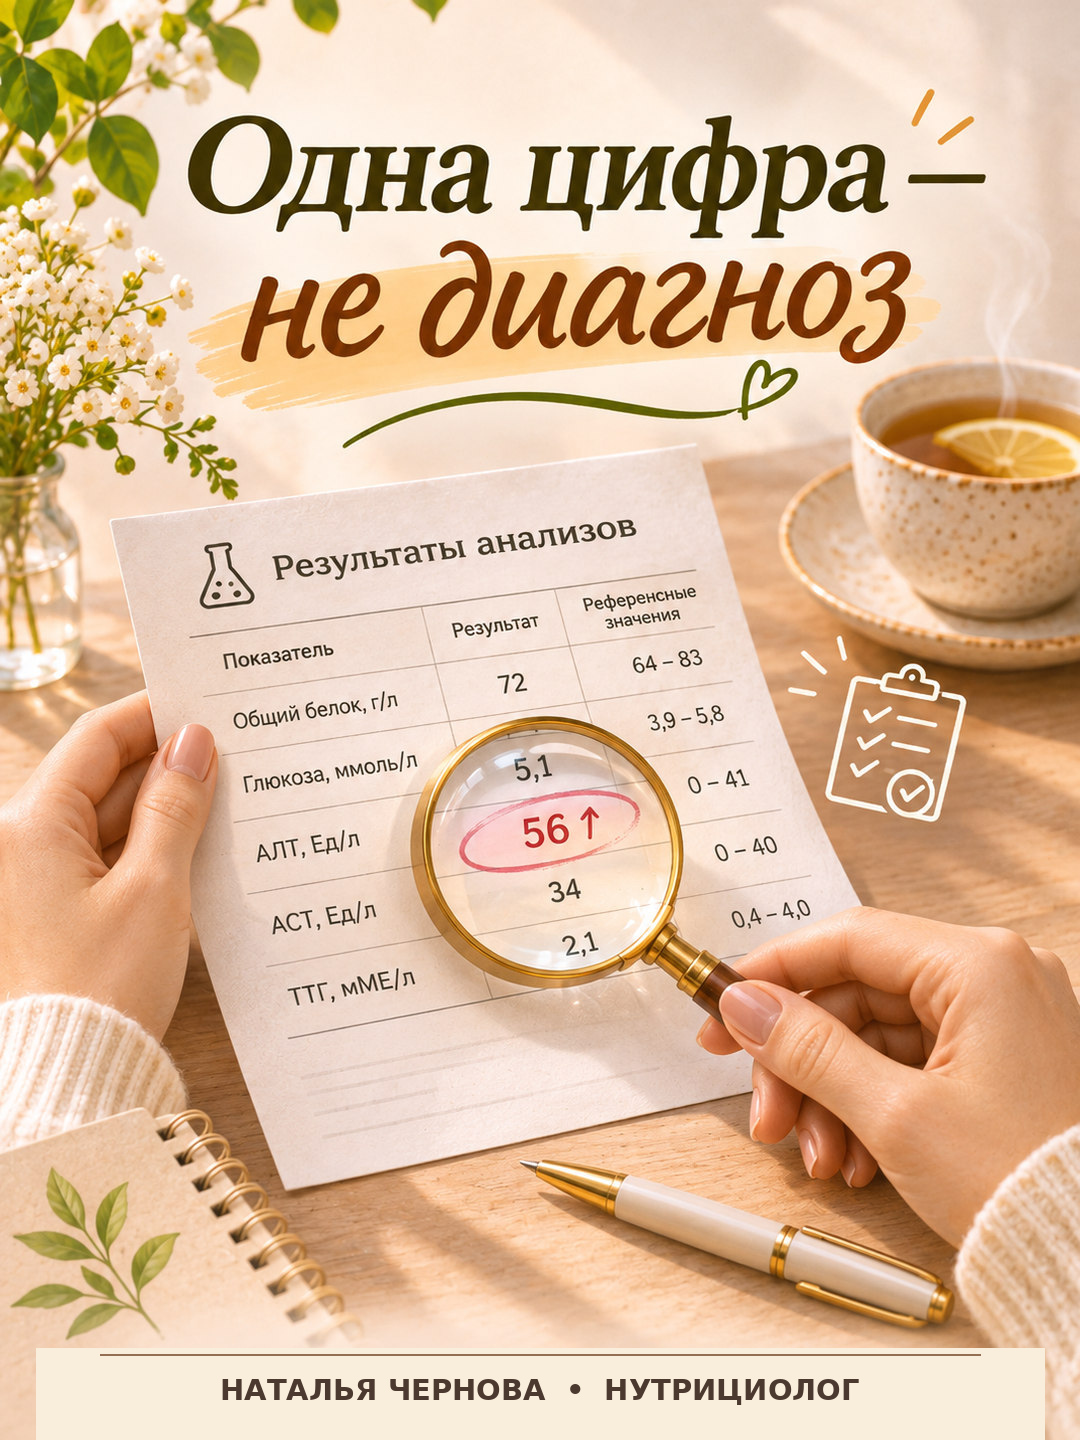 Одна цифра –
не диагноз
Результаты анализов
Показатель Результат Референсные значения
Общий белок, г/л 72 64 – 83
Глюкоза, ммоль/л 5,1 3,9 – 5,8
АЛТ, Ед/л 56 ↑ 0 – 41
АСТ, Ед/л 34 0 – 40
ТТГ, мМЕ/л 2,1 0,4 – 4,0
НАТАЛЬЯ ЧЕРНОВА • НУТРИЦИОЛОГ